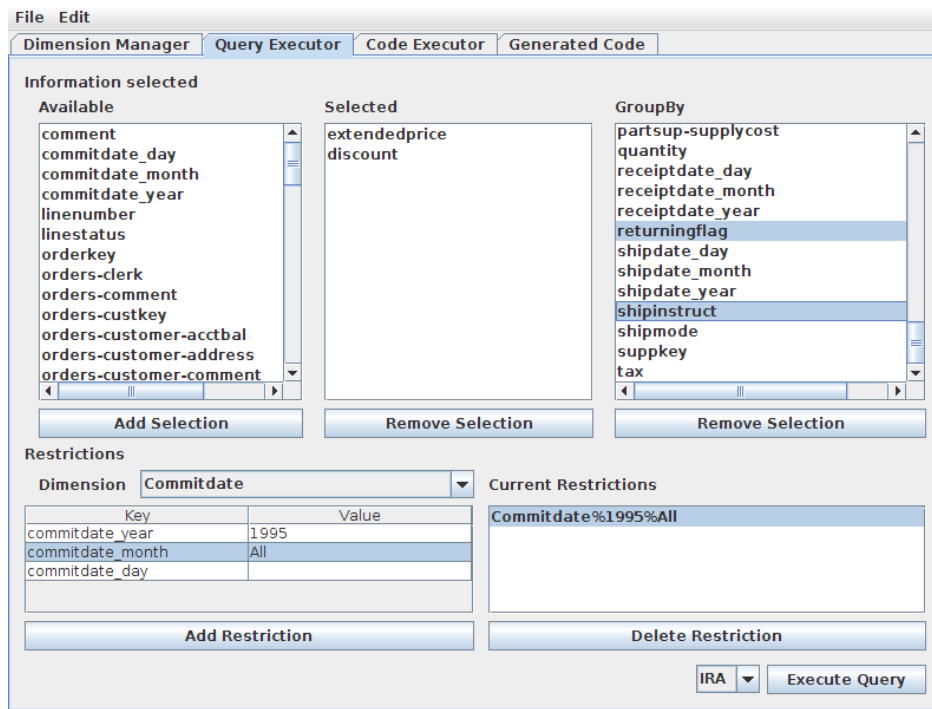 File Edit
Dimension Manager Query Executor Code Executor Generated Code
Information selected
Available
comment
commitdate_day
commitdate_month
commitdate_year
linenumber
linestatus
orderkey
orders-clerk
orders-comment
orders-custkey
orders-customer-acctbal
orders-customer-address
orders-customer-comment
Add Selection
Selected
extendedprice
discount
Remove Selection
GroupBy
partsup-supplycost
quantity
receiptdate_day
receiptdate_month
receiptdate_year
returningflag
shipdate_day
shipdate_month
shipdate_year
shipinstruct
shipmode
suppkey
tax
Remove Selection
Restrictions
Dimension Commitdate
Key Value
commitdate_year 1995
commitdate_month All
commitdate_day
Add Restriction
Current Restrictions
Commitdate%1995%All
Delete Restriction
IRA Execute Query